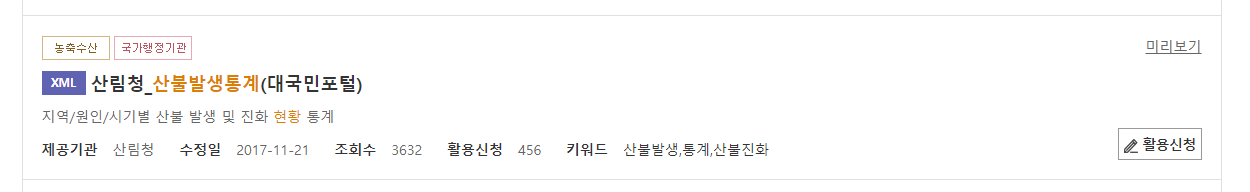 농축수산 국가행정기관 미리보기
XML 산림청_산불발생통계(대국민포털)
지역/원인/시기별 산불 발생 및 진화 현황 통계
제공기관 산림청 수정일 2017-11-21 조회수 3632 활용신청 456 키워드 산불발생,통계,산불진화
활용신청